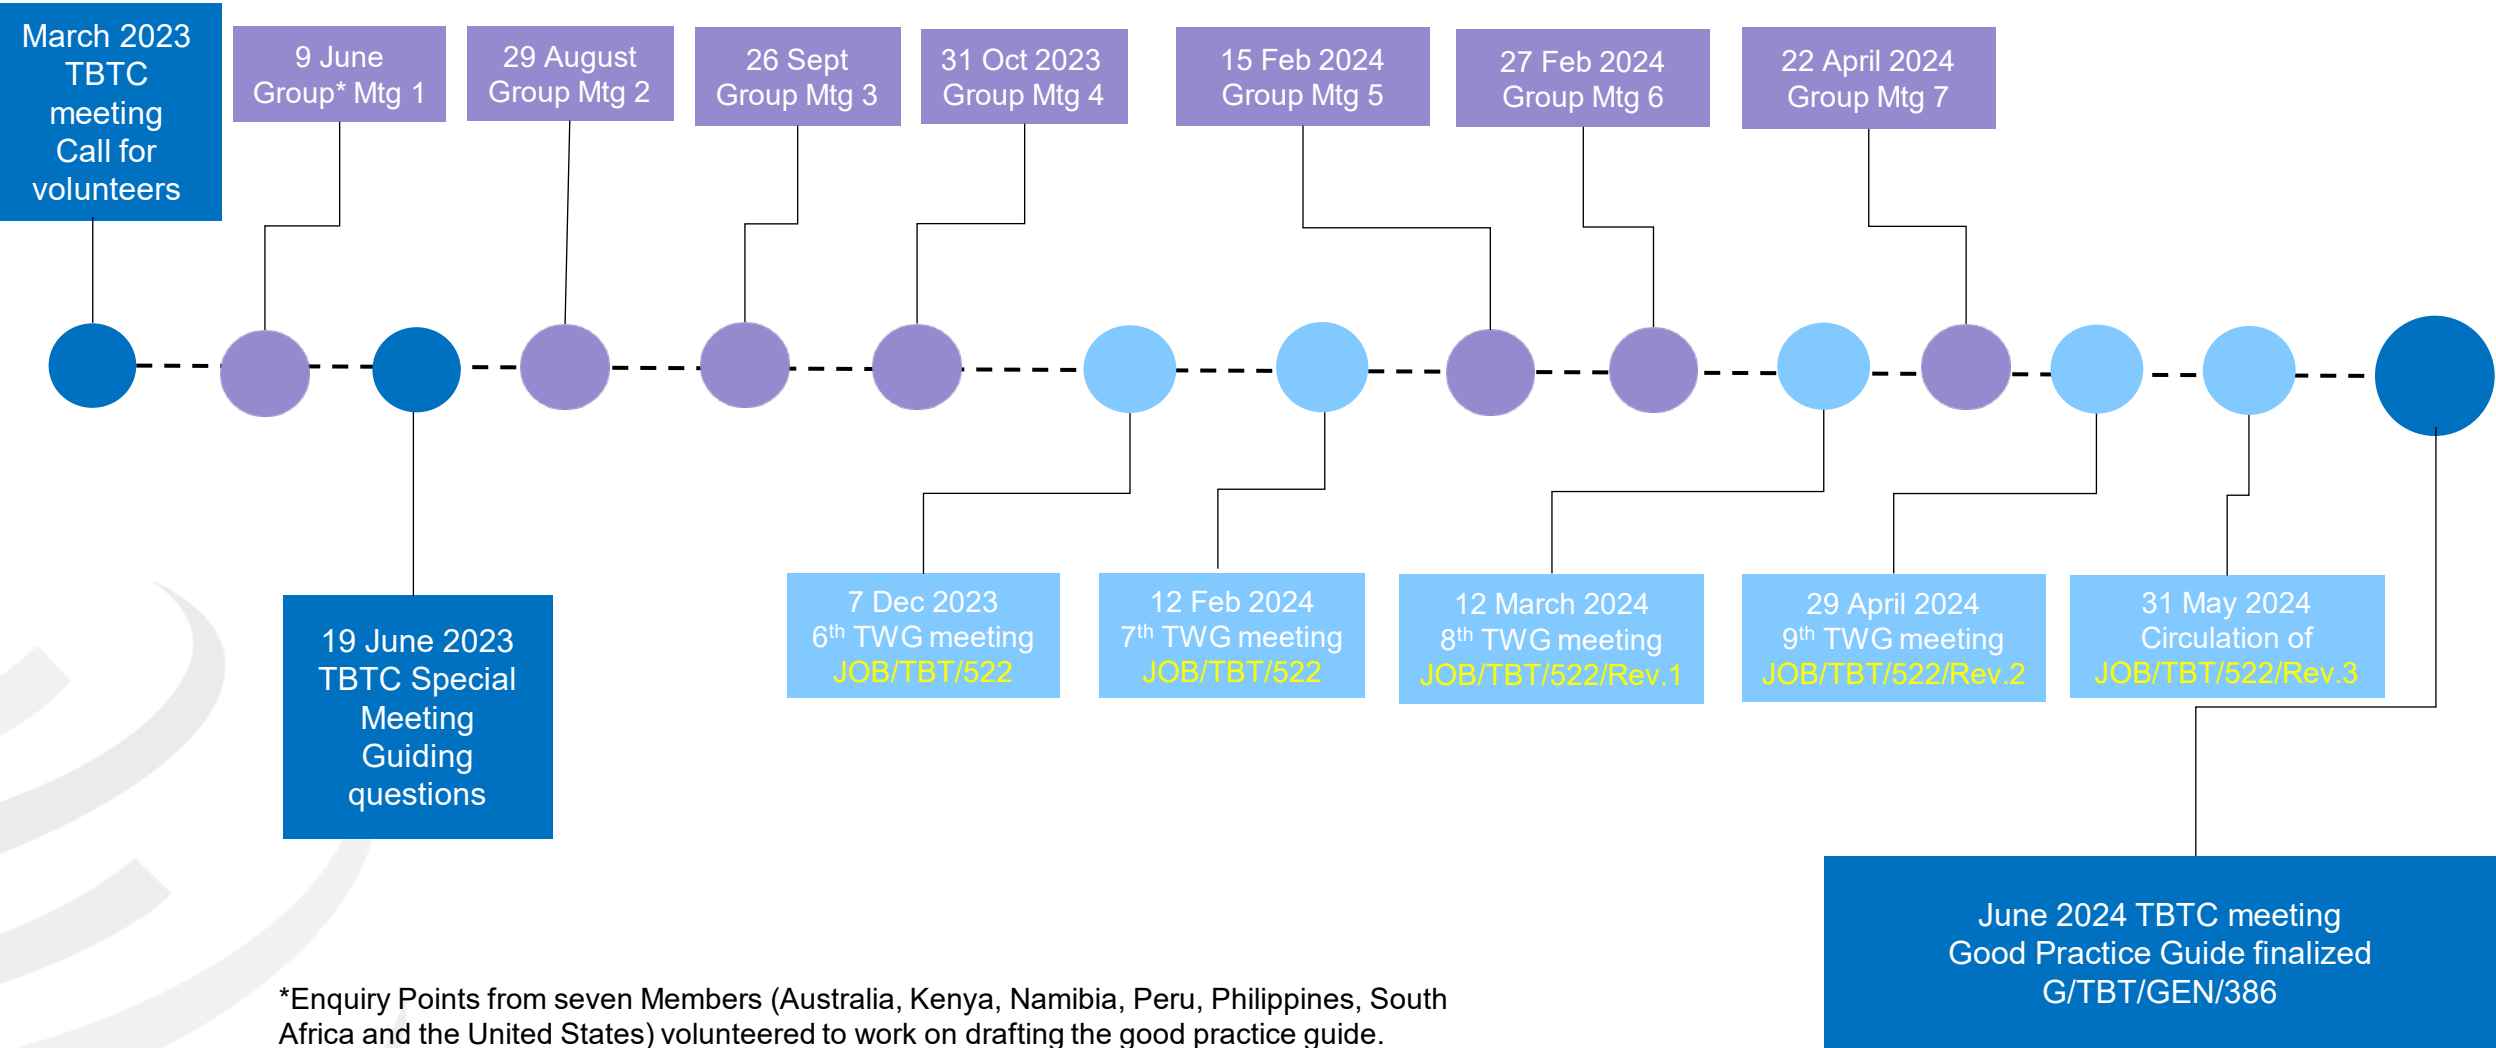 March 2023
TBTC
meeting
Call for
volunteers
9 June
Group* Mtg 1
29 August
Group Mtg 2
26 Sept
Group Mtg 3
31 Oct 2023
Group Mtg 4
15 Feb 2024
Group Mtg 5
27 Feb 2024
Group Mtg 6
22 April 2024
Group Mtg 7
19 June 2023
TBTC Special
Meeting
Guiding
questions
7 Dec 2023
6th TWG meeting
JOB/TBT/522
12 Feb 2024
7th TWG meeting
JOB/TBT/522
12 March 2024
8th TWG meeting
JOB/TBT/522/Rev.1
29 April 2024
9th TWG meeting
JOB/TBT/522/Rev.2
31 May 2024
Circulation of
JOB/TBT/522/Rev.3
June 2024 TBTC meeting
Good Practice Guide finalized
G/TBT/GEN/386
*Enquiry Points from seven Members (Australia, Kenya, Namibia, Peru, Philippines, South
Africa and the United States) volunteered to work on drafting the good practice guide.